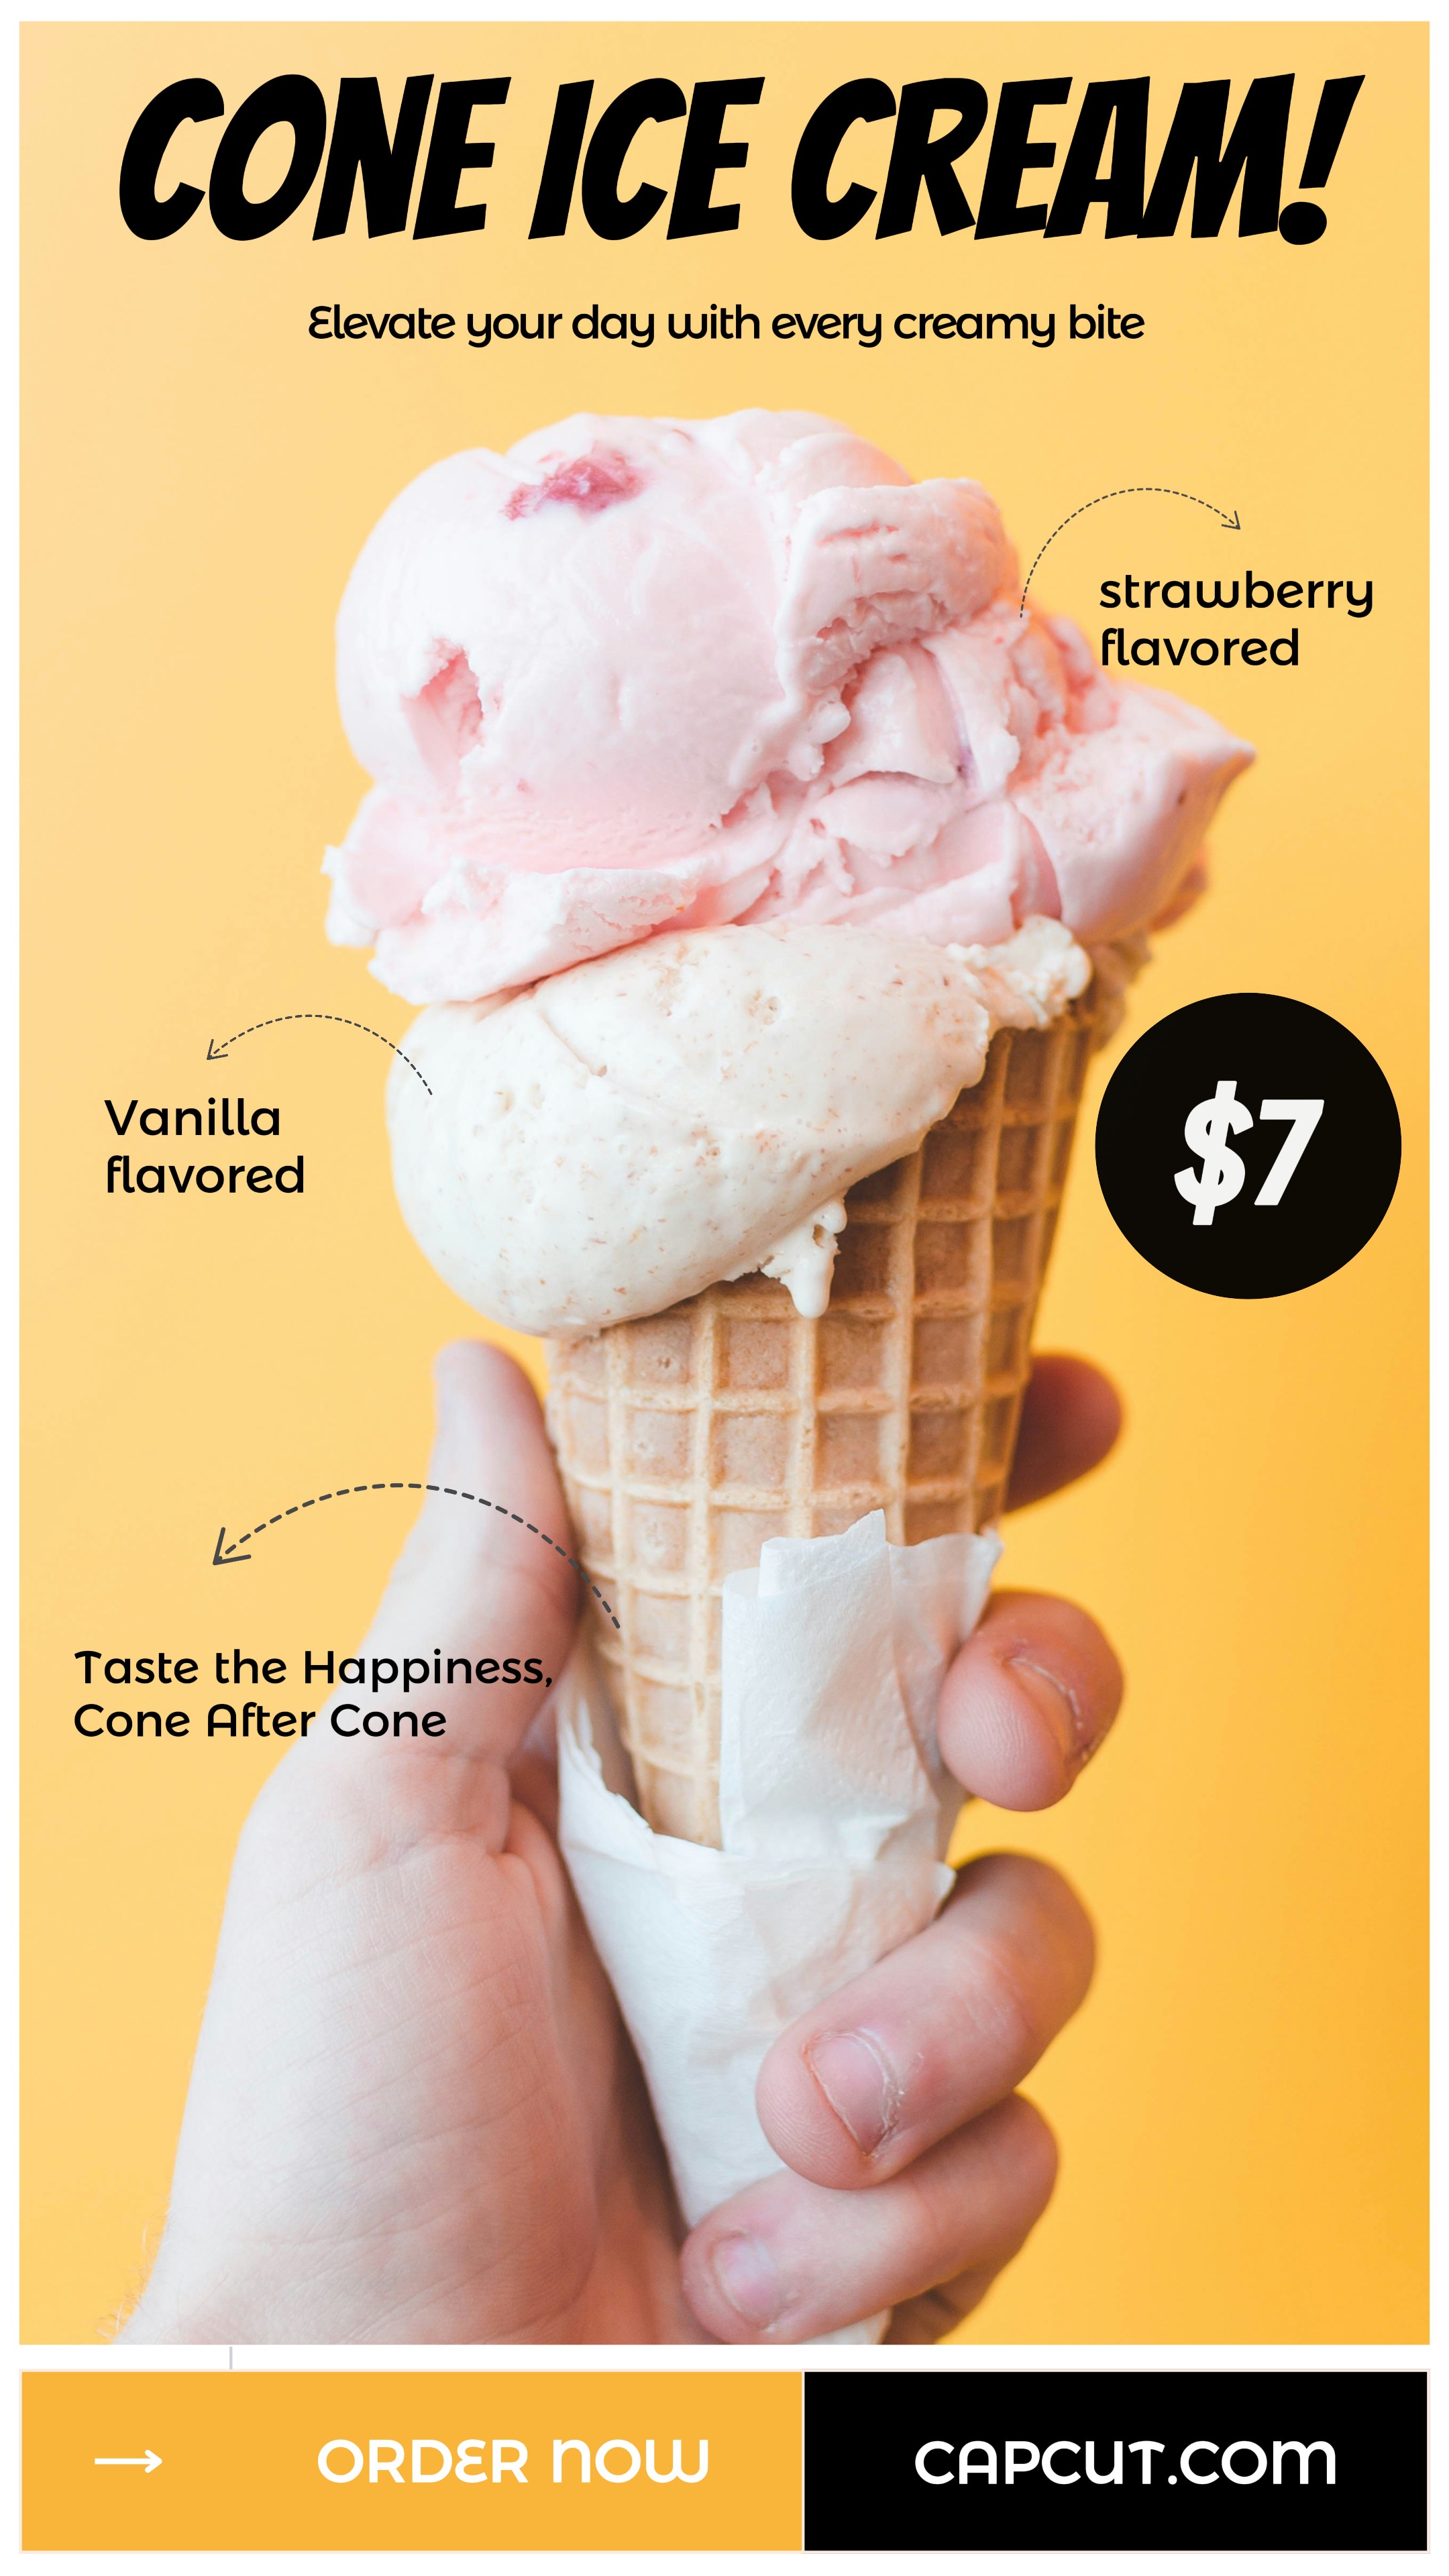 CONE ICE CREAM!
Elevate your day with every creamy bite
strawberry
flavored
Vanilla
flavored
$7
Taste the Happiness,
Cone After Cone
→ ORDER NOW
CAPCUT.COM